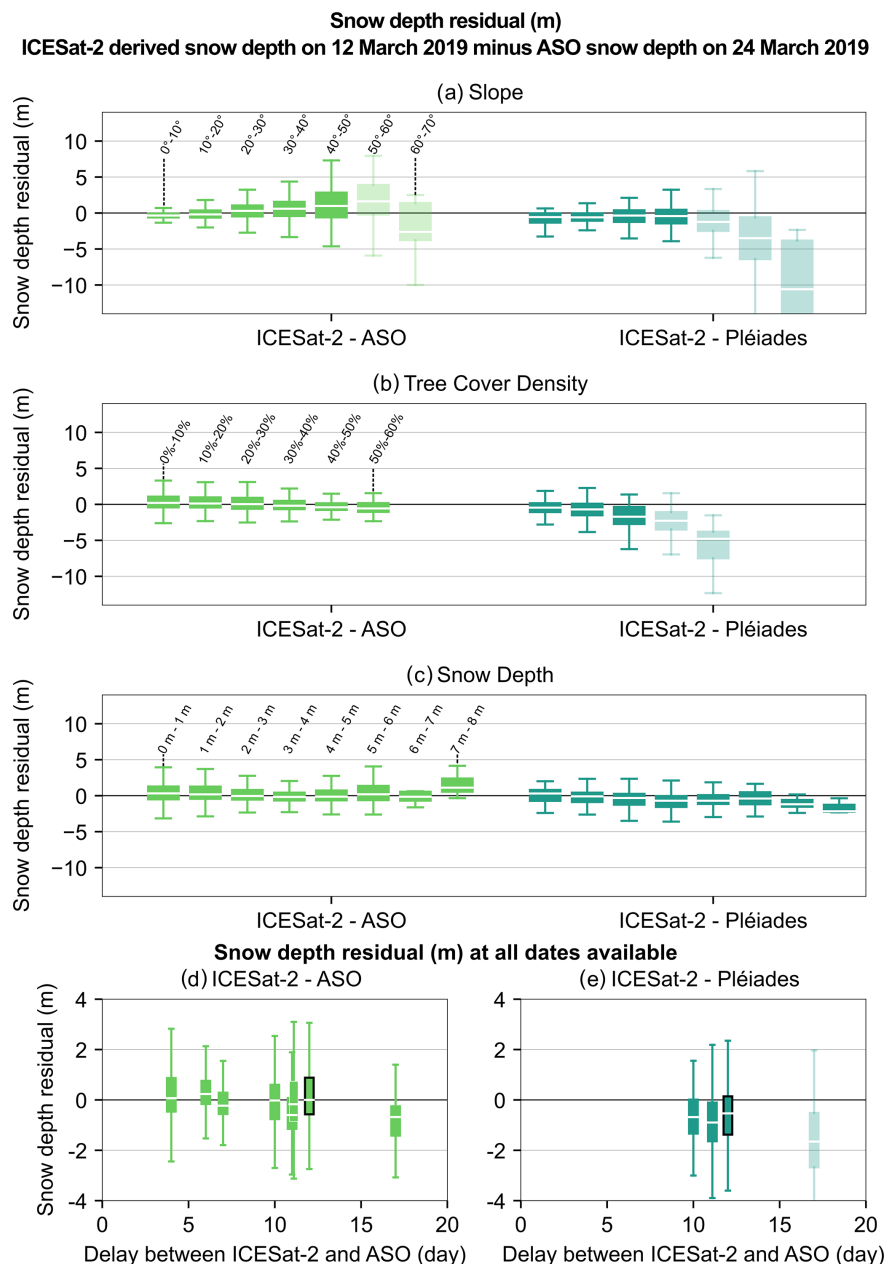 Snow depth residual (m)
ICESat-2 derived snow depth on 12 March 2019 minus ASO snow depth on 24 March 2019
(a) Slope
Snow depth residual (m)
10
5
0
−5
−10
0°-10°
10°-20°
20°-30°
30°-40°
40°-50°
50°-60°
60°-70°
ICESat-2 - ASO
ICESat-2 - Pléiades
(b) Tree Cover Density
Snow depth residual (m)
10
5
0
−5
−10
0%-10%
10%-20%
20%-30%
30%-40%
40%-50%
50%-60%
ICESat-2 - ASO
ICESat-2 - Pléiades
(c) Snow Depth
Snow depth residual (m)
10
5
0
−5
−10
0 m - 1 m
1 m - 2 m
2 m - 3 m
3 m - 4 m
4 m - 5 m
5 m - 6 m
6 m - 7 m
7 m - 8 m
ICESat-2 - ASO
ICESat-2 - Pléiades
Snow depth residual (m) at all dates available
(d) ICESat-2 - ASO
Snow depth residual (m)
4
2
0
-2
-4
0
5
10
15
20
Delay between ICESat-2 and ASO (day)
(e) ICESat-2 - Pléiades
4
2
0
-2
-4
0
5
10
15
20
Delay between ICESat-2 and ASO (day)